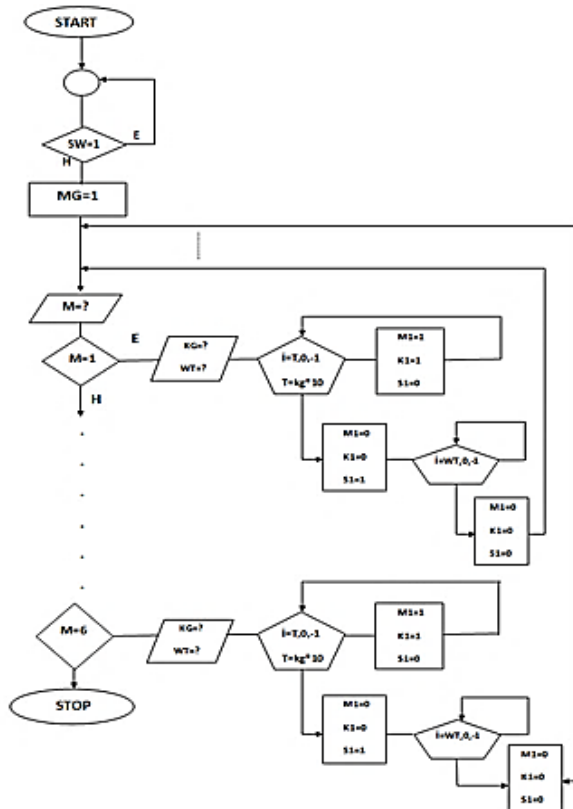 START
SW=1
E
H
MG=1
M=?
M=1
E
H
KG=?
WT=?
i=T,0,-1
T=kg*10
M1=1
K1=1
S1=0
M1=0
K1=0
S1=1
i=WT,0,-1
M1=0
K1=0
S1=0
M=6
KG=?
WT=?
i=T,0,-1
T=kg*10
M1=1
K1=1
S1=0
M1=0
K1=0
S1=1
i=WT,0,-1
M1=0
K1=0
S1=0
STOP